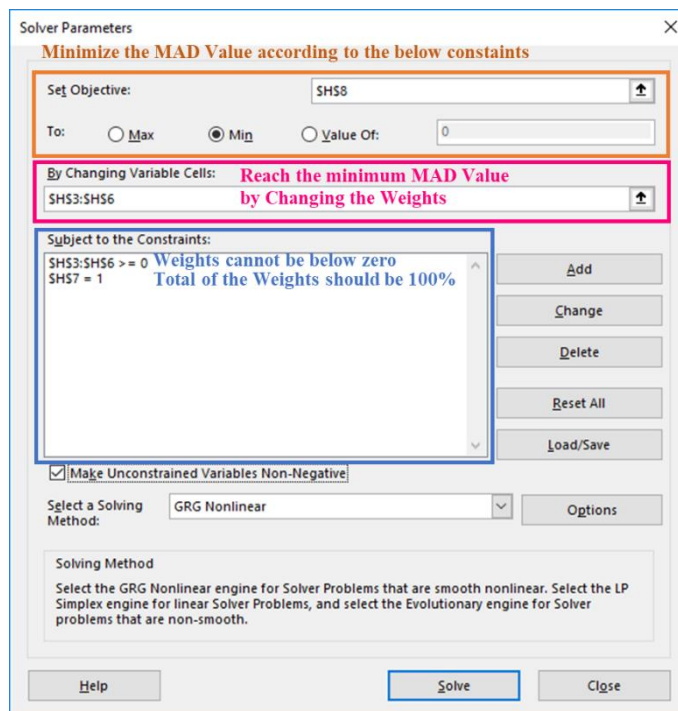 Solver Parameters
Minimize the MAD Value according to the below constaints
Set Objective:
$H$8
To:
Max
Min
Value Of:
0
By Changing Variable Cells:
Reach the minimum MAD Value
by Changing the Weights
$H$3:$H$6
Subject to the Constraints:
$H$3:$H$6 >= 0
Weights cannot be below zero
$H$7 = 1
Total of the Weights should be 100%
Add
Change
Delete
Reset All
Load/Save
Make Unconstrained Variables Non-Negative
Select a Solving
Method:
GRG Nonlinear
Options
Solving Method
Select the GRG Nonlinear engine for Solver Problems that are smooth nonlinear. Select the LP
Simplex engine for linear Solver Problems, and select the Evolutionary engine for Solver
problems that are non-smooth.
Help
Solve
Close